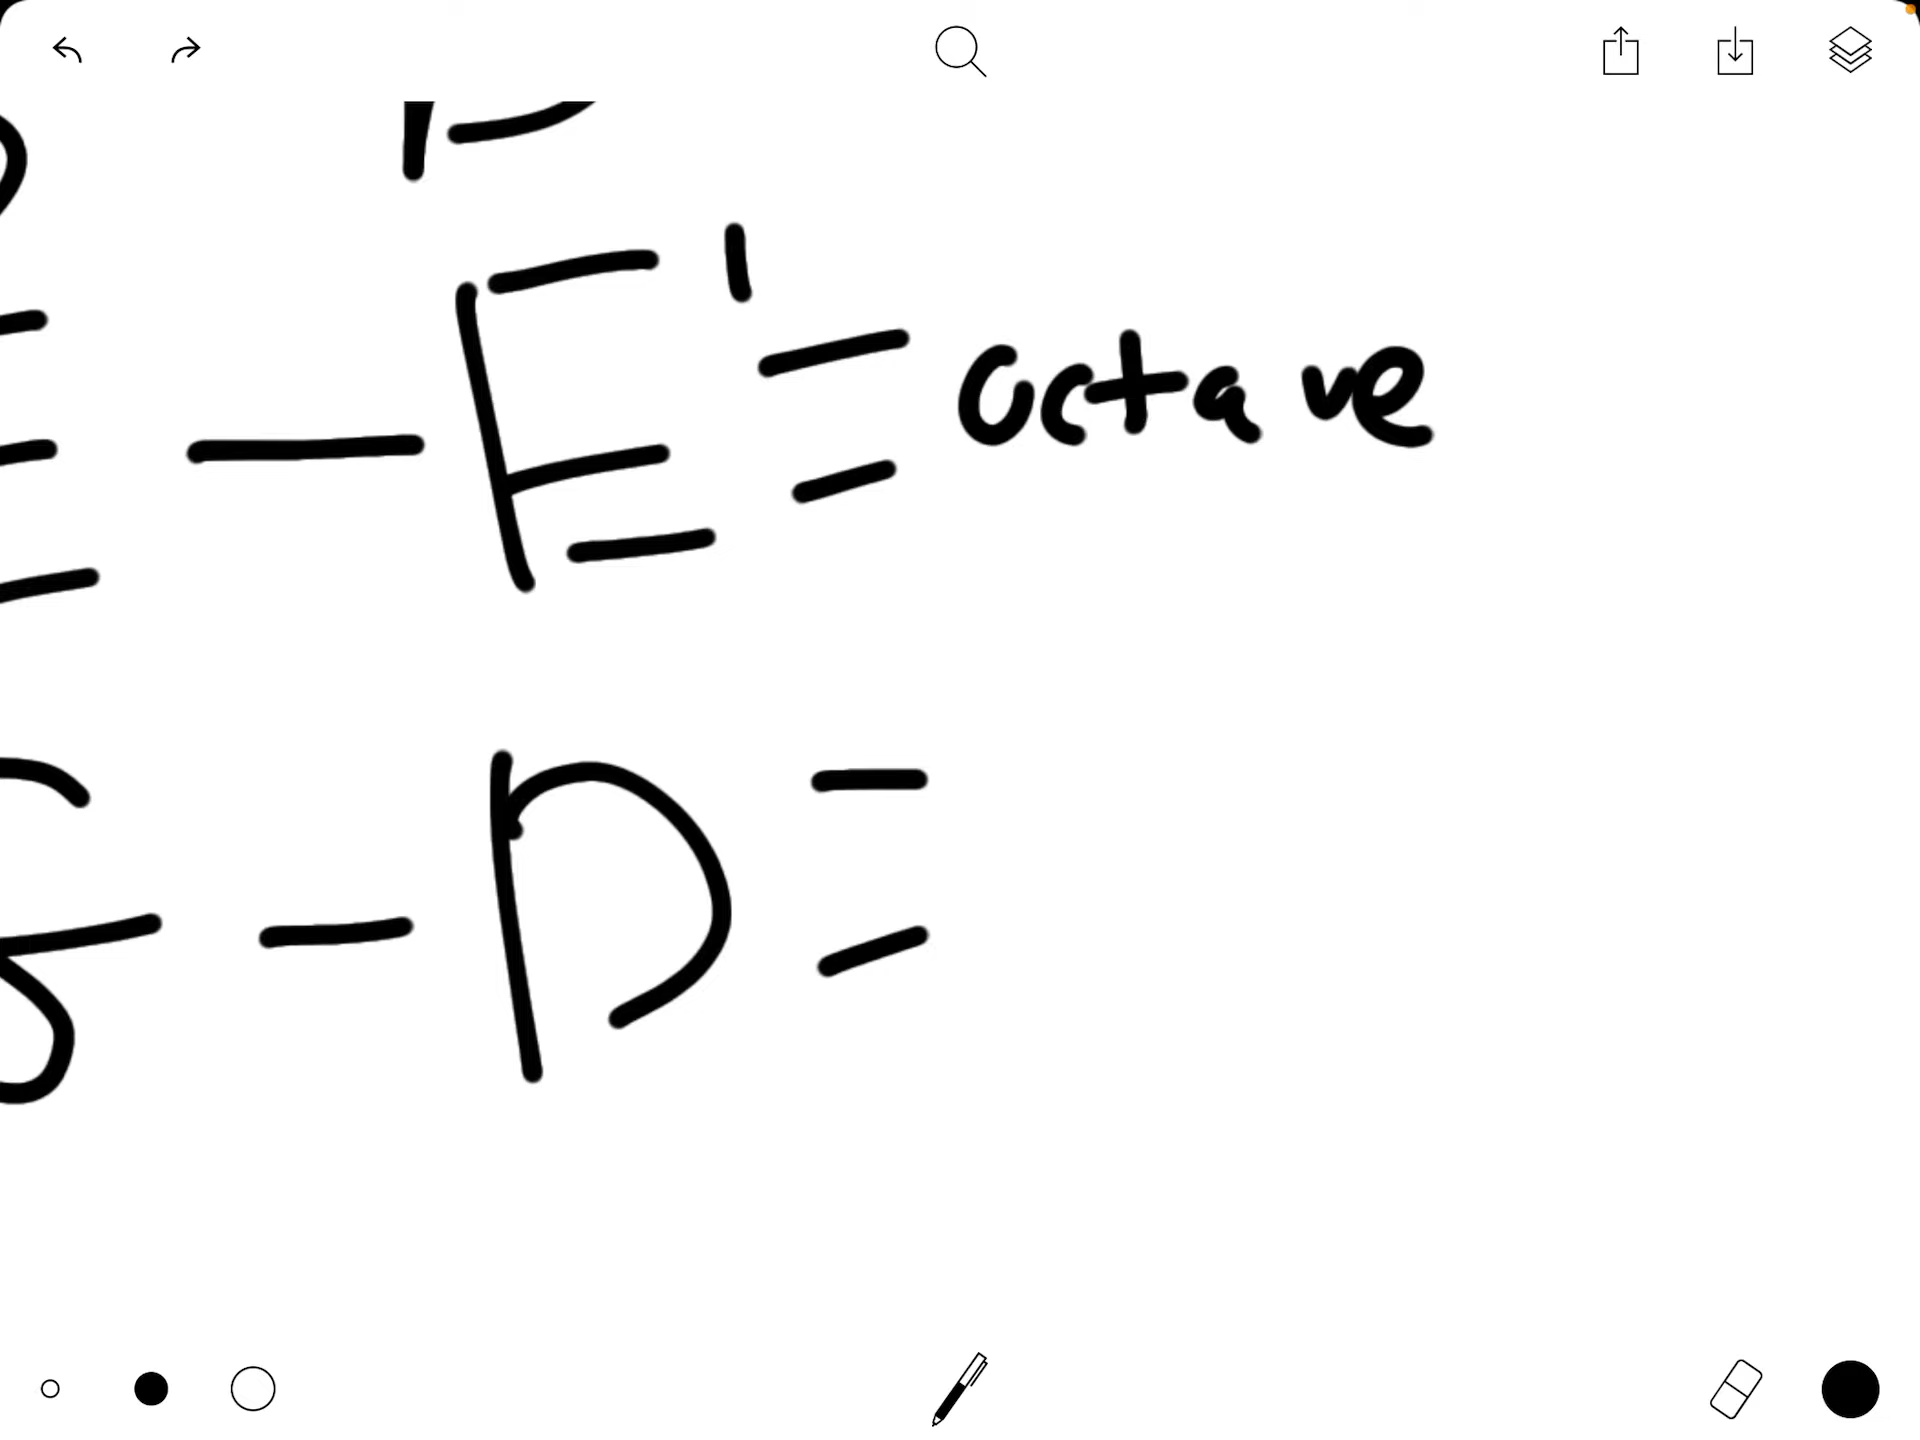 E - E' = octave
G - D =